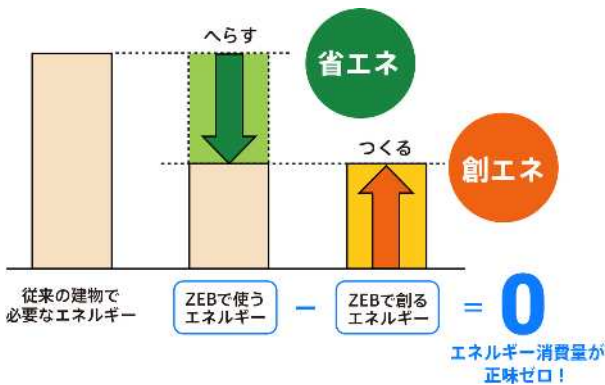 へらす
省エネ
つくる
創エネ
従来の建物で
必要なエネルギー
ZEBで使う
エネルギー
−
ZEBで創る
エネルギー
= 0
エネルギー消費量が
正味ゼロ！